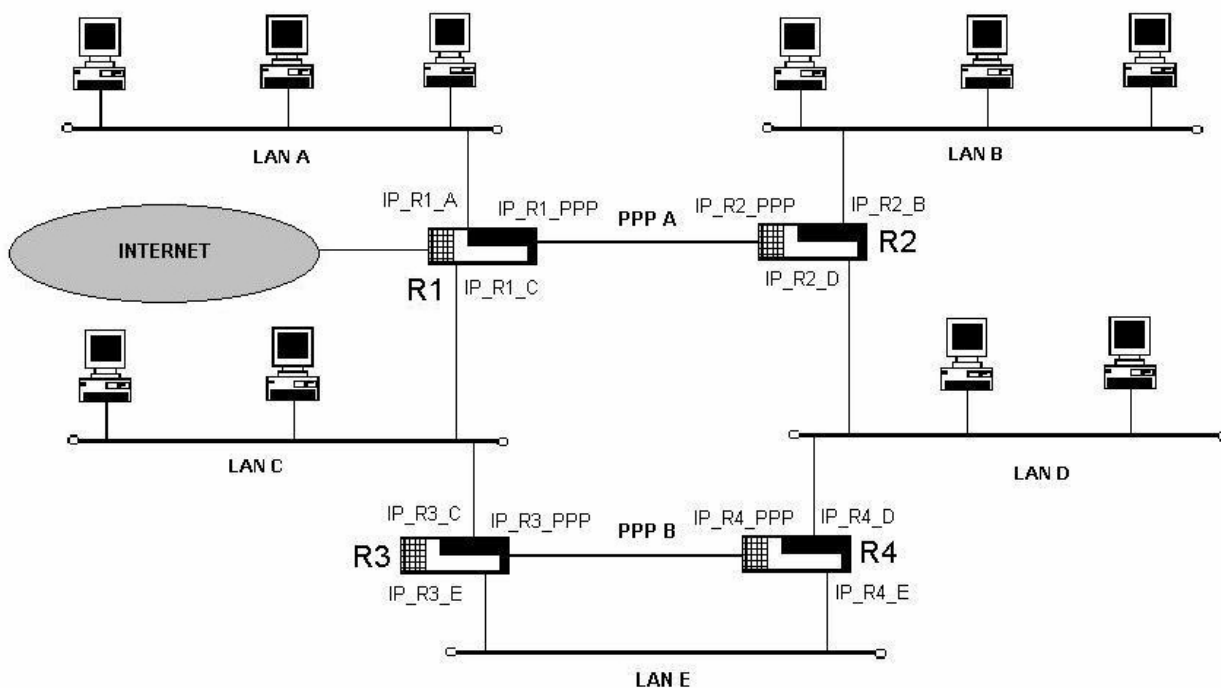 LAN A
LAN B
IP_R1_A
IP_R1_PPP
PPP A
IP_R2_PPP
IP_R2_B
INTERNET
R1
IP_R1_C
IP_R2_D
R2
LAN C
LAN D
IP_R3_C
IP_R3_PPP
PPP B
IP_R4_PPP
IP_R4_D
R3
R4
IP_R3_E
IP_R4_E
LAN E